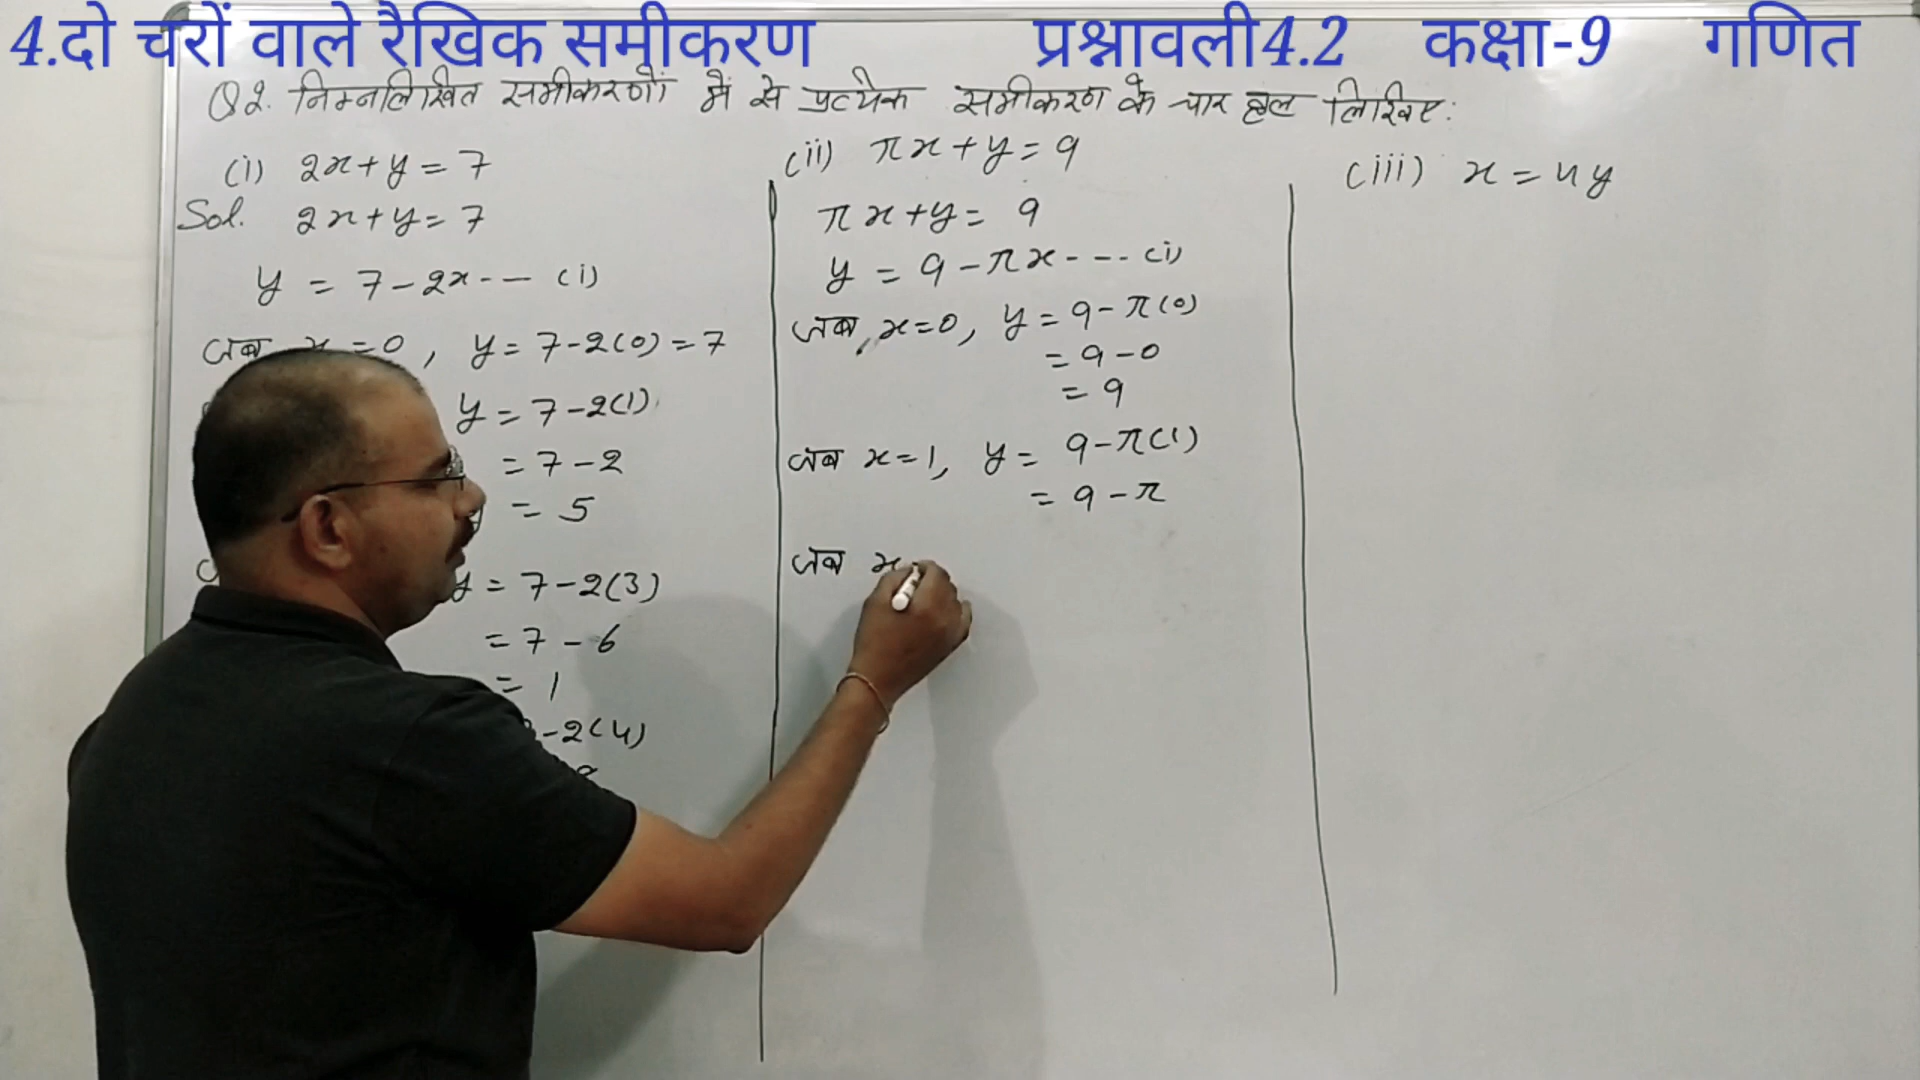 4.दो चरों वाले रैखिक समीकरण प्रश्नावली4.2 कक्षा-9 गणित
Q2. निम्नलिखित समीकरणों में से प्रत्येक समीकरण के चार हल लिखिए:
(i) 2x+y=7
Sol. 2x+y=7
y = 7-2x--- (i)
जब x=0, y=7-2(0)=7
y=7-2(1)
=7-2
=5
y=7-2(3)
=7-6
=1
-2(4)
(ii) πx+y=9
πx+y=9
y=9-πx--- (i)
जब, x=0, y=9-π(0)
=9-0
=9
जब x=1, y=9-π(1)
=9-π
जब x
(iii) x=4y